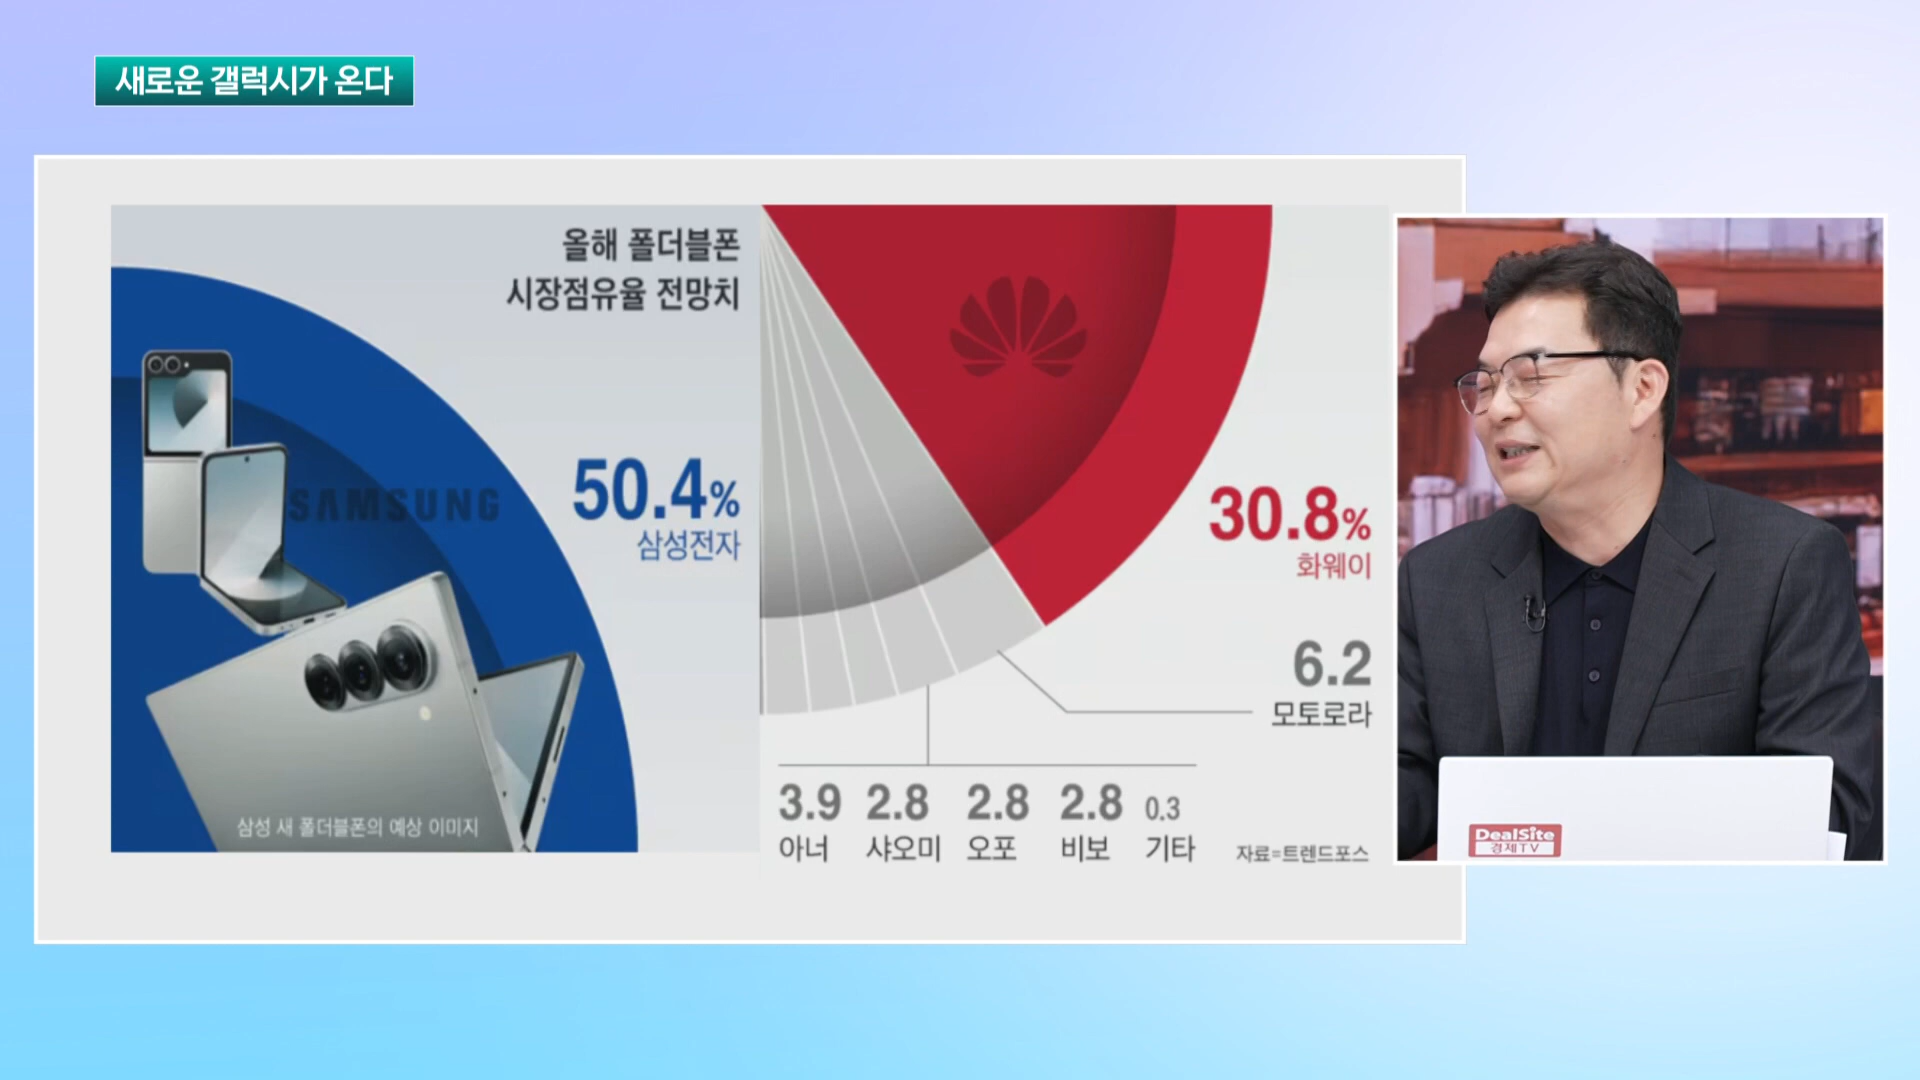 새로운 갤럭시가 온다
올해 폴더블폰
시장점유율 전망치
SAMSUNG
50.4%
삼성전자
삼성 새 폴더블폰의 예상 이미지
30.8%
화웨이
6.2
모토로라
3.9 2.8 2.8 2.8 0.3
아너 샤오미 오포 비보 기타
자료=트렌드포스
DealSite
경제TV